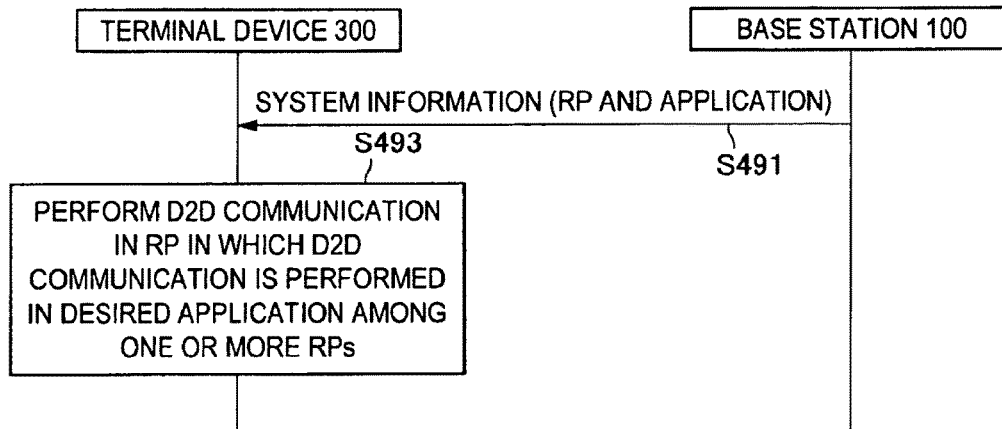 TERMINAL DEVICE 300
BASE STATION 100
SYSTEM INFORMATION (RP AND APPLICATION)
S493
S491
PERFORM D2D COMMUNICATION
IN RP IN WHICH D2D
COMMUNICATION IS PERFORMED
IN DESIRED APPLICATION AMONG
ONE OR MORE RPs